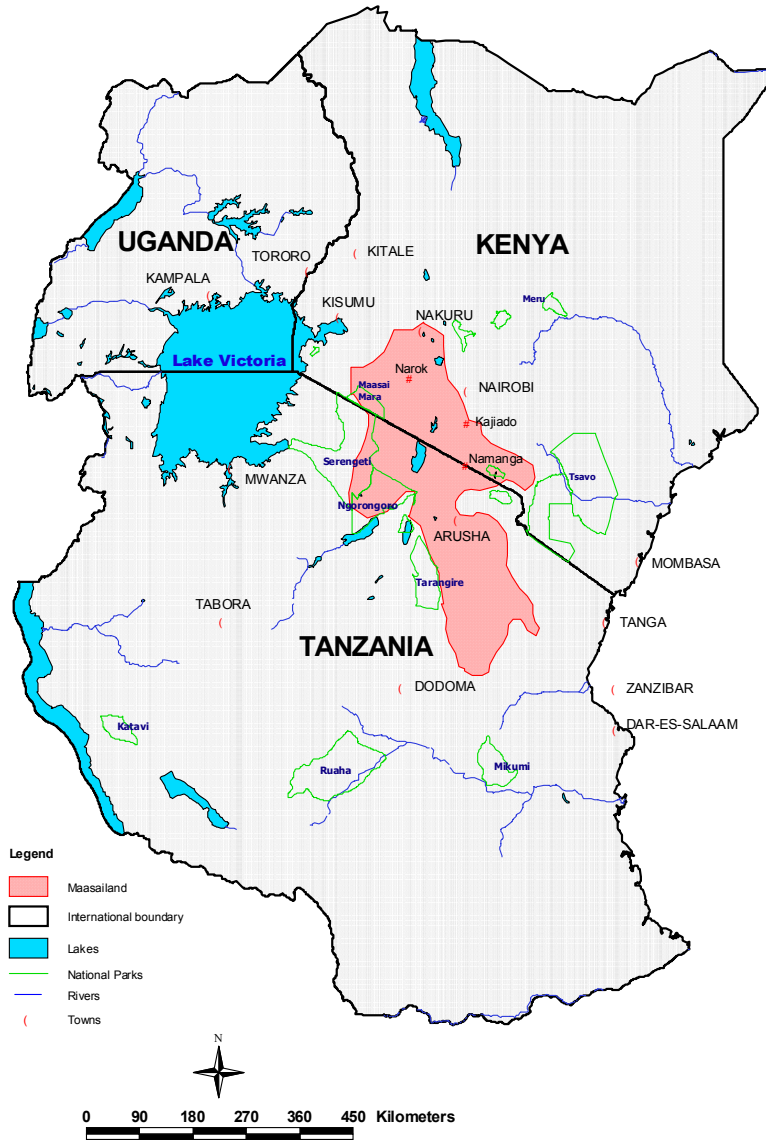 UGANDA
KENYA
TORORO
KITALE
KAMPALA
KISUMU
Meru
NAKURU
Lake Victoria
Narok
#
Maasai
Mara
NAIROBI
#
Kajiado
Serengeti
Namanga
#
MWANZA
Tsavo
Ngorongoro
ARUSHA
MOMBASA
Tarangire
TABORA
TANGA
TANZANIA
DODOMA
ZANZIBAR
Katavi
DAR-ES-SALAAM
Ruaha
Mikumi
Legend
Maasailand
International boundary
Lakes
National Parks
Rivers
( Towns
N
0 90 180 270 360 450 Kilometers